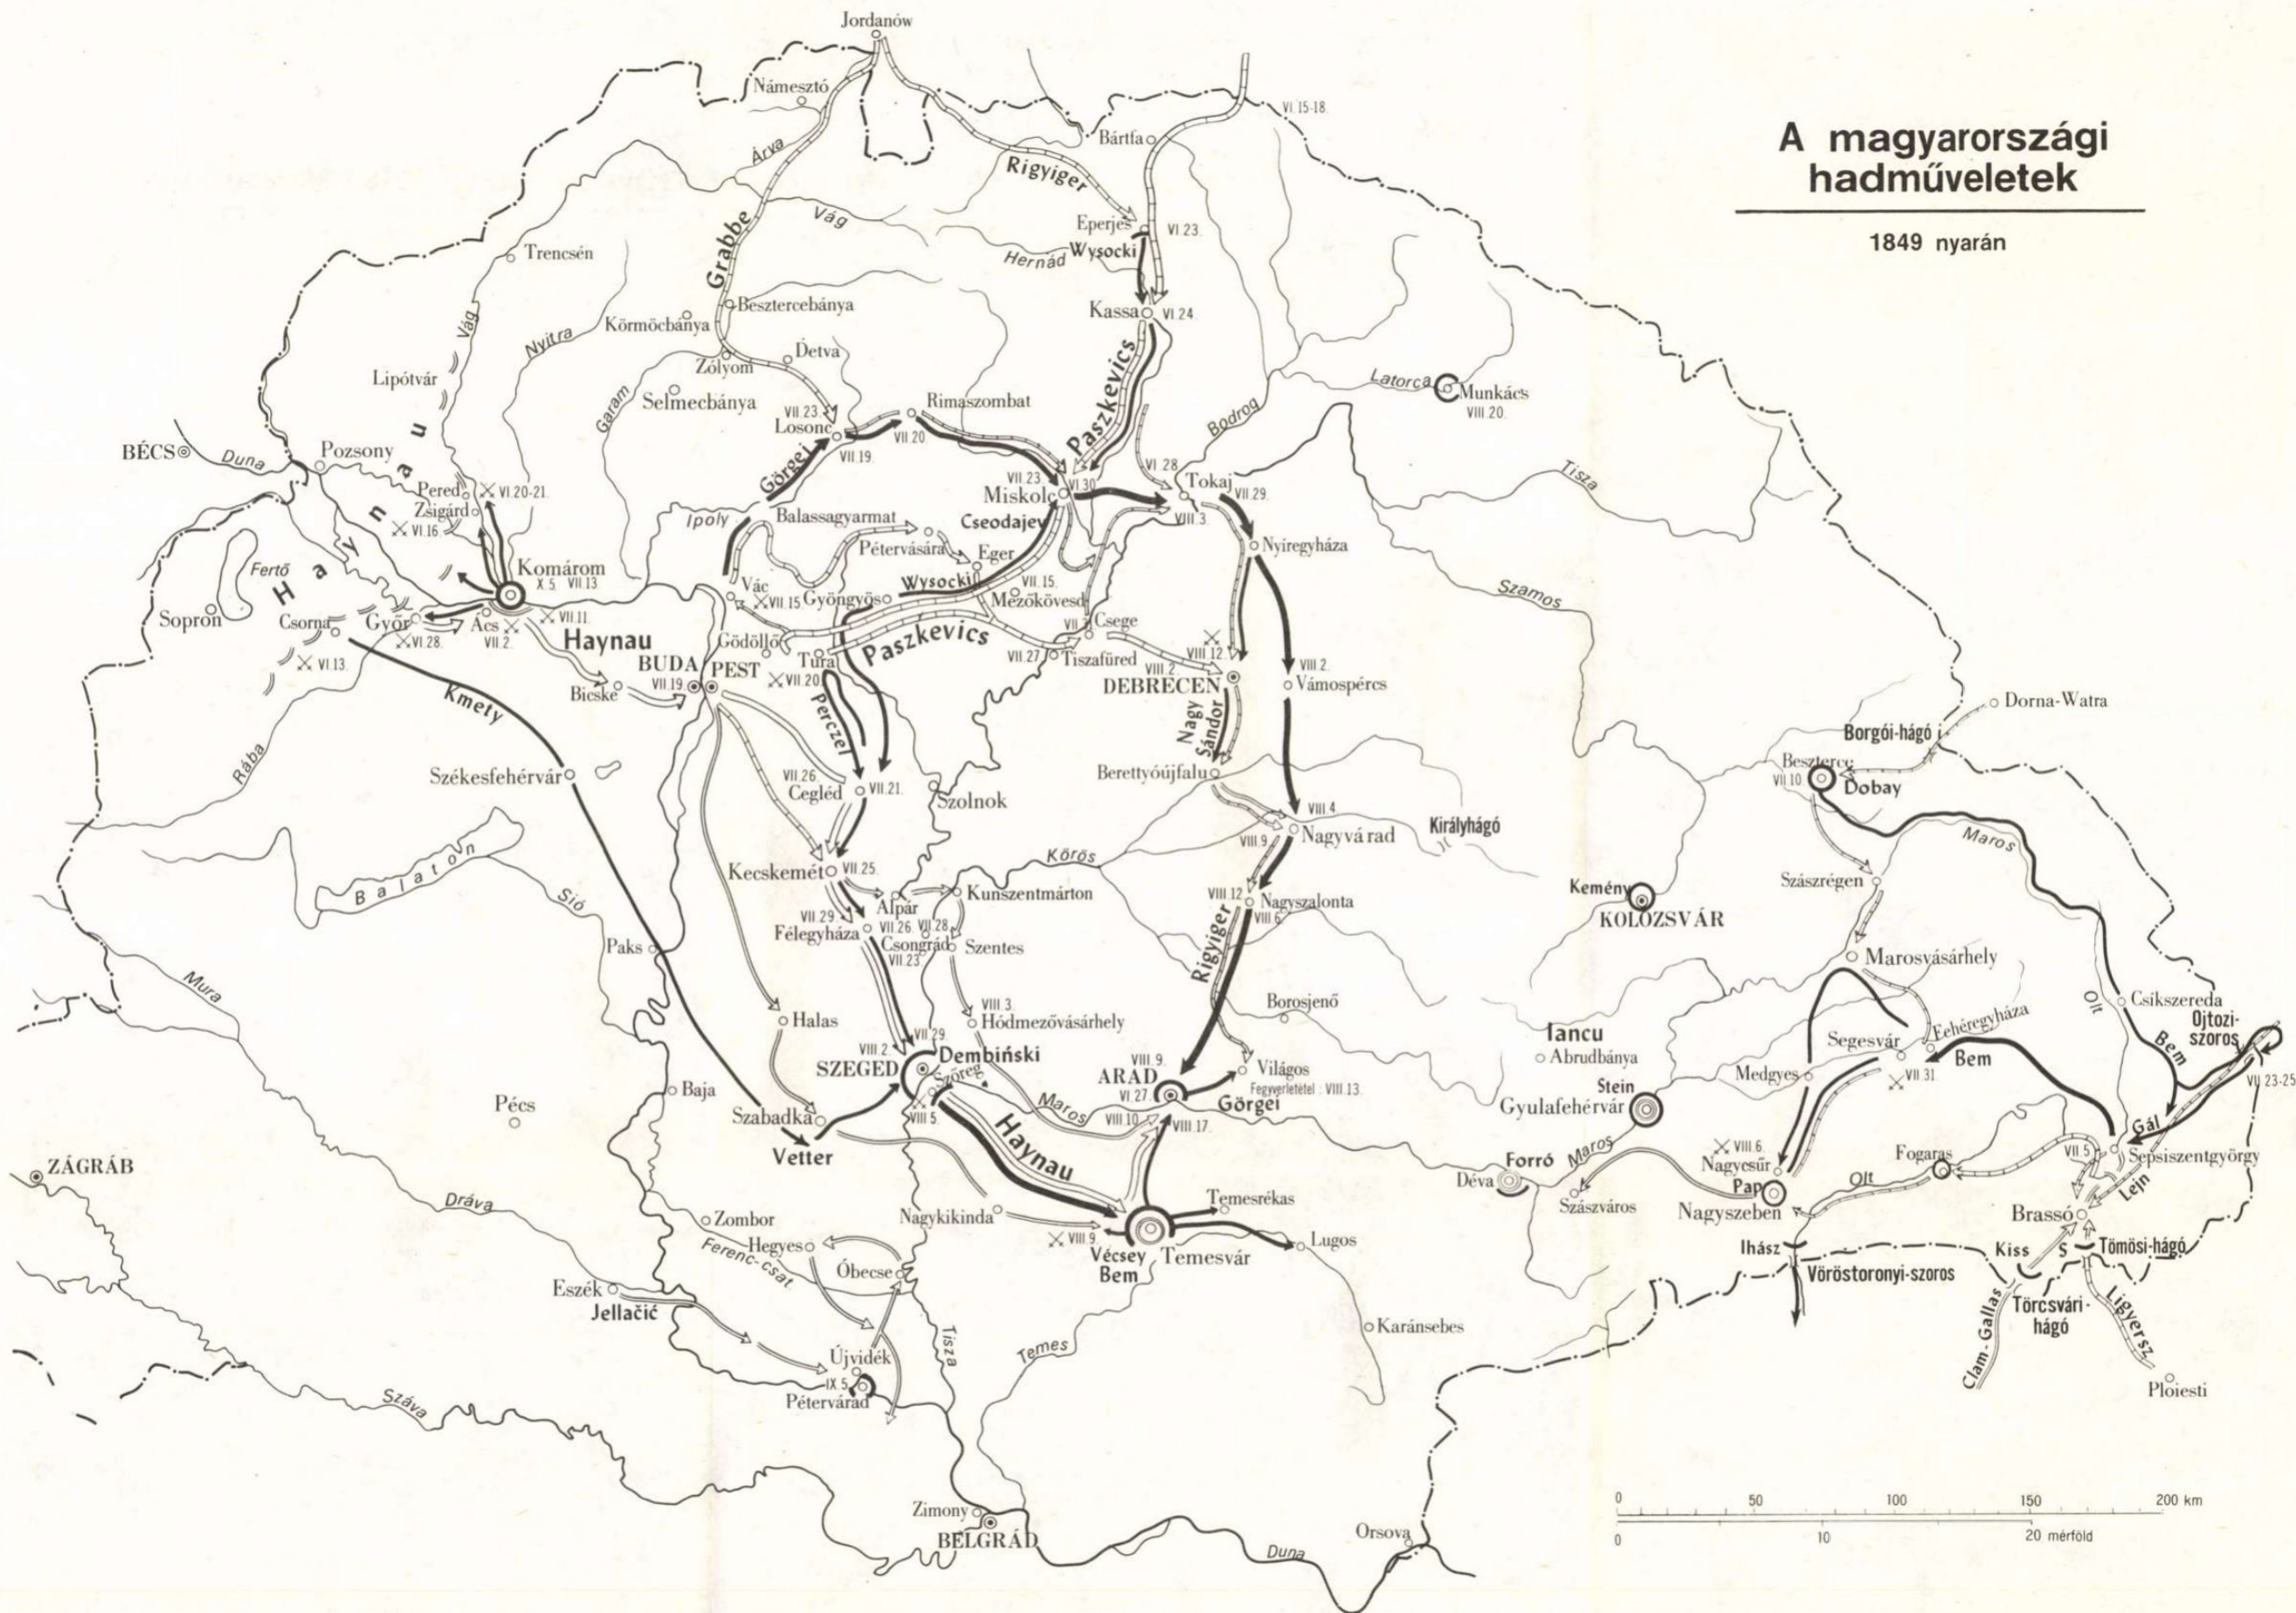 A magyarországi
hadműveletek
1849 nyarán
Jordanów
Námesztó
VI. 15-18.
Bártfa
Árva
Rigyiger
Vág
Grabbe
Eperjes
VI 23.
Wysocki
Hernád
Trencsén
Besztercebánya
Kassa
VI.24.
Körmöcbánya
Vág
Nyitra
Detva
Zólyom
Paszkevics
Lipótvár
Garam
Selmecbánya
Latorca
Munkács
VIII.20.
VII.23.
Rimaszombat
Losonc
VII.20.
Bodrog
BÉCS
Duna
Pozsony
VII.19.
Görgei
VI.28.
Tisza
VII.23
VI.30
Tokaj
VII.29.
Miskolc
Pered
VI.20-21.
Zsigárd
VI.16.
Ipoly
Balassagyarmat
Cseodajev
VIII.3.
Nyíregyháza
Pétervására
Eger
Fertő
Haynau
Komárom
X.5. VII.13.
Vác
VII.15
Gyöngyös
Wysocki
VII.15.
Mezőkövesd
Szamos
Sopron
Csorna
Győr
VI.28.
Ács
VII.2.
VII.11.
Haynau
Gödöllő
Csege
VI.13.
Tura
Paszkevics
VII.27
Tiszafüred
VIII.2.
VIII.12.
VIII.2.
BUDA
PEST
VII.19.
VII.20.
DEBRECEN
Vámospércs
Bicske
Kmety
Perczel
Nagy
Sándor
Dorna-Watra
Borgói-hágó
Rába
Székesfehérvár
VII.26.
Cegléd
VII.21.
Szolnok
Berettyóújfalu
Beszterce
VII.10.
Dobay
VIII.4.
VIII.9.
Nagyvárad
Királyhágó
Maros
Balaton
Sió
Kecskemét
VII.25.
Körös
Alpár
Kunszentmárton
VIII.12.
Nagyszalonta
VIII.6.
Kemény
KOLOZSVÁR
Szászrégen
VII.29.
Félegyháza
VII.26.
VII.28.
Csongrád
VII.23
Szentes
Rigyiger
Paks
Marosvásárhely
Mura
VIII.3.
Hódmezővásárhely
Borosjenő
Olt
Csíkszereda
Halas
Ojtozi-
szoros
Iancu
Abrudbánya
Segesvár
Fehéregyháza
Bem
VII.29.
VIII.2.
Dembiński
SZEGED
Szőreg
VIII.5.
VIII.9.
ARAD
VI.27.
Világos
Fegyverletétel : VIII.13.
Görgei
Medgyes
VII.31.
Bem
VII.23-25
Stein
Gyulafehérvár
Baja
Pécs
Szabadka
Maros
VIII.10.
VIII.17.
Gál
Vetter
Haynau
Maros
VIII.6.
Nagycsűr
Fogaras
VII.5
Sepsiszentgyörgy
ZÁGRÁB
Forró
Déva
Pap
Olt
Lejn
Szászváros
Nagyszeben
Brassó
Dráva
Temesrékas
Nagykikinda
Zombor
Ferenc-csat.
Hegyes
VIII.9.
Lugos
Vécsey
Bem
Temesvár
Ihász
Kiss
S
Tömösi-hágó
Óbecse
Vöröstoronyi-szoros
Eszék
Jellačić
Clam-Gallas
Törcsvári-
hágó
Ligyersz
Karánsebes
Tisza
Temes
Újvidék
IX.5.
Pétervárad
Ploiesti
Száva
0 50 100 150 200 km
0 10 20 mérföld
Zimony
BELGRÁD
Orsova
Duna